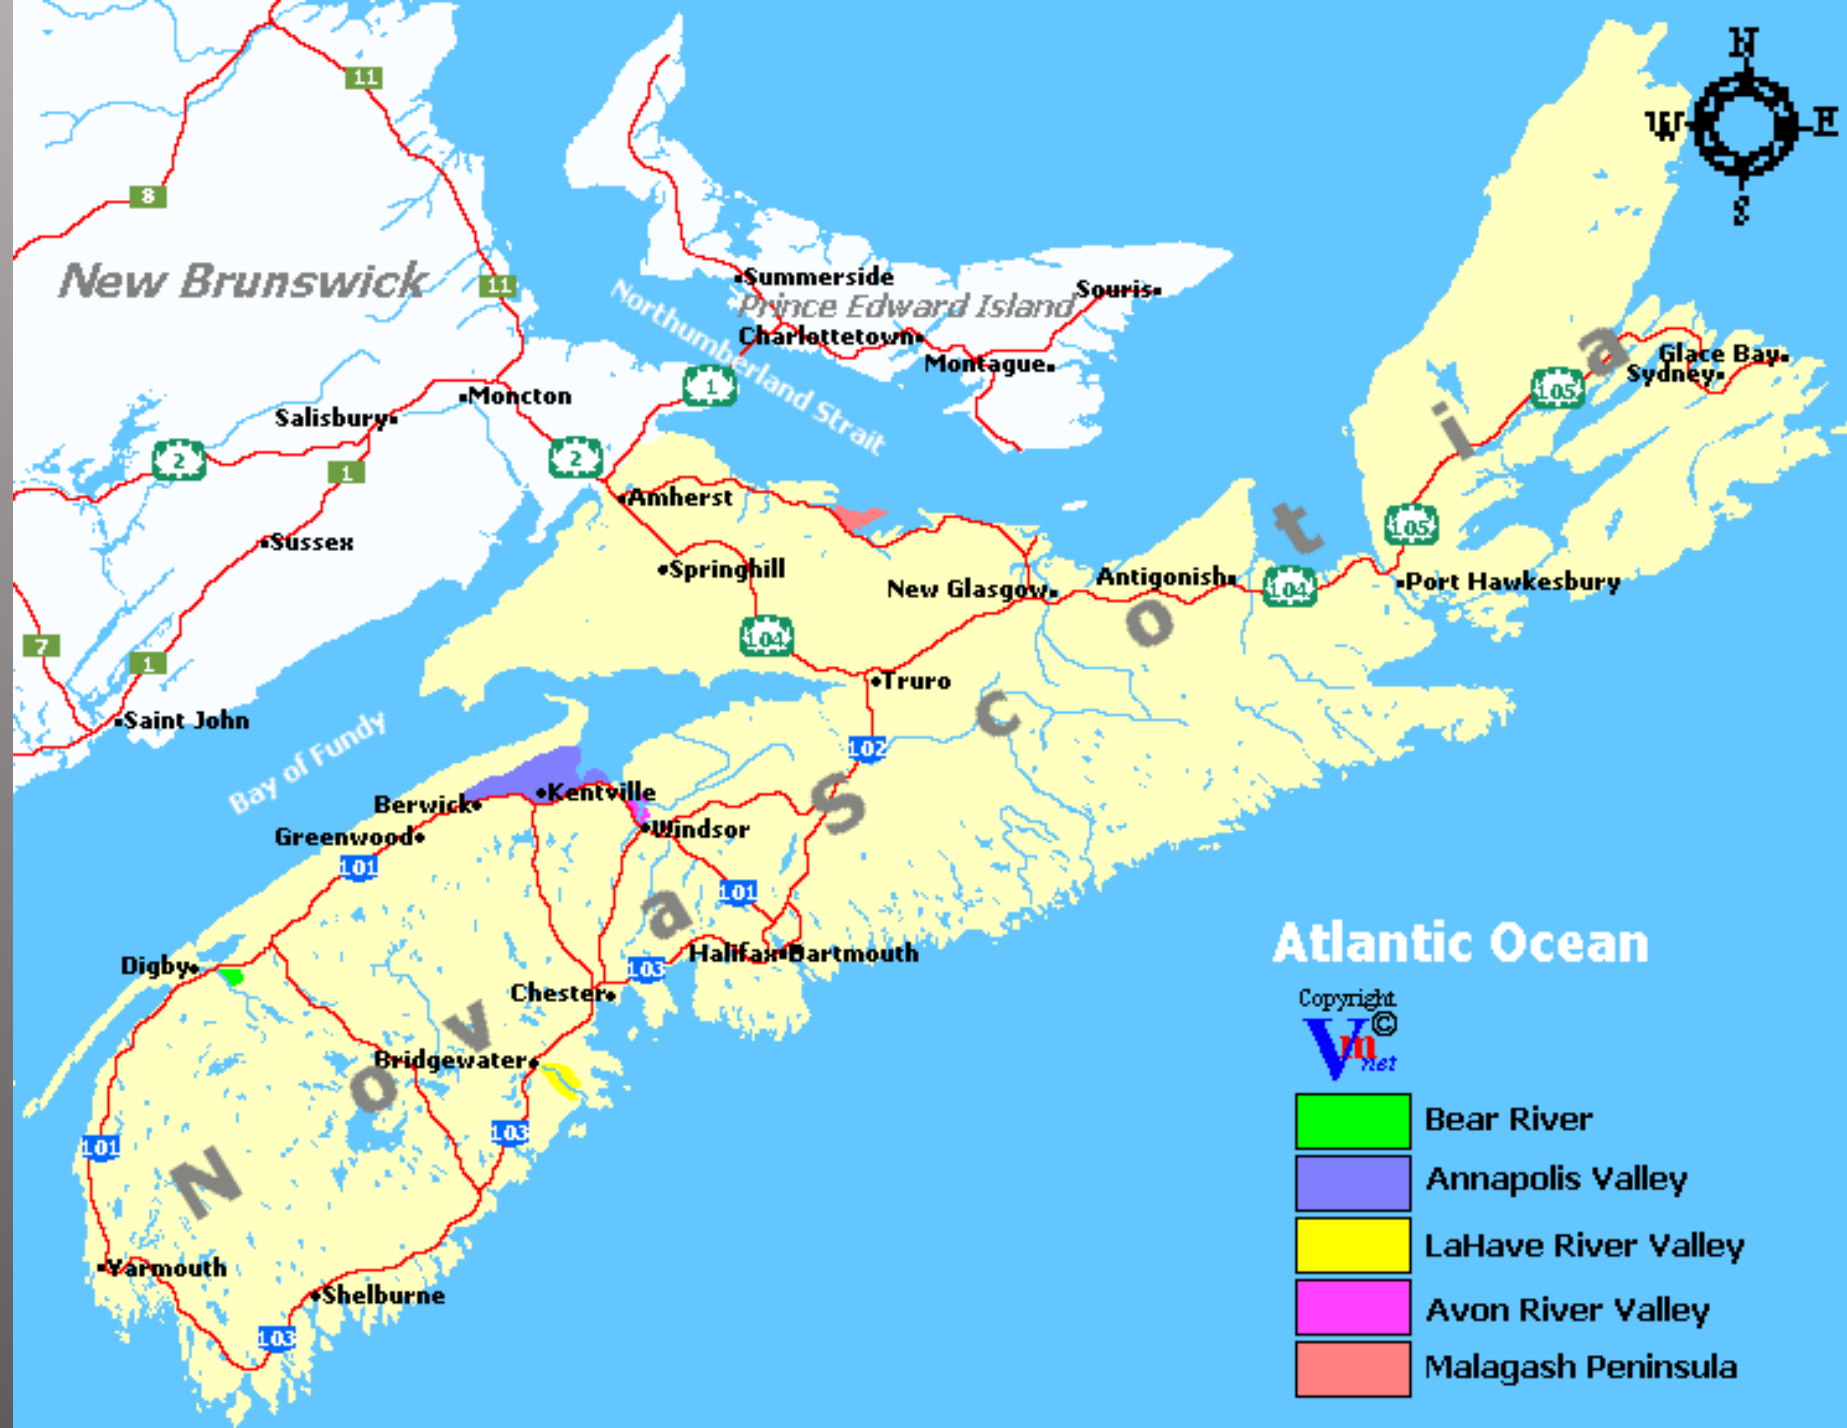 N
W
E
S
11
8
New Brunswick
11
Summerside
Prince Edward Island
Souris
Northumberland Strait
Charlottetown
Montague
1
Glace Bay
Sydney
105
Moncton
Salisbury
2
2
1
Amherst
105
Sussex
Springhill
New Glasgow
Antigonish
104
Port Hawkesbury
104
7
1
Truro
Saint John
Bay of Fundy
102
Kentville
Berwick
Windsor
Greenwood
101
101
Nova Scotia
Halifax
Dartmouth
Digby
103
Chester
Atlantic Ocean
Copyright
©
Vm
net
Bridgewater
103
101
Yarmouth
Shelburne
103
Bear River
Annapolis Valley
LaHave River Valley
Avon River Valley
Malagash Peninsula